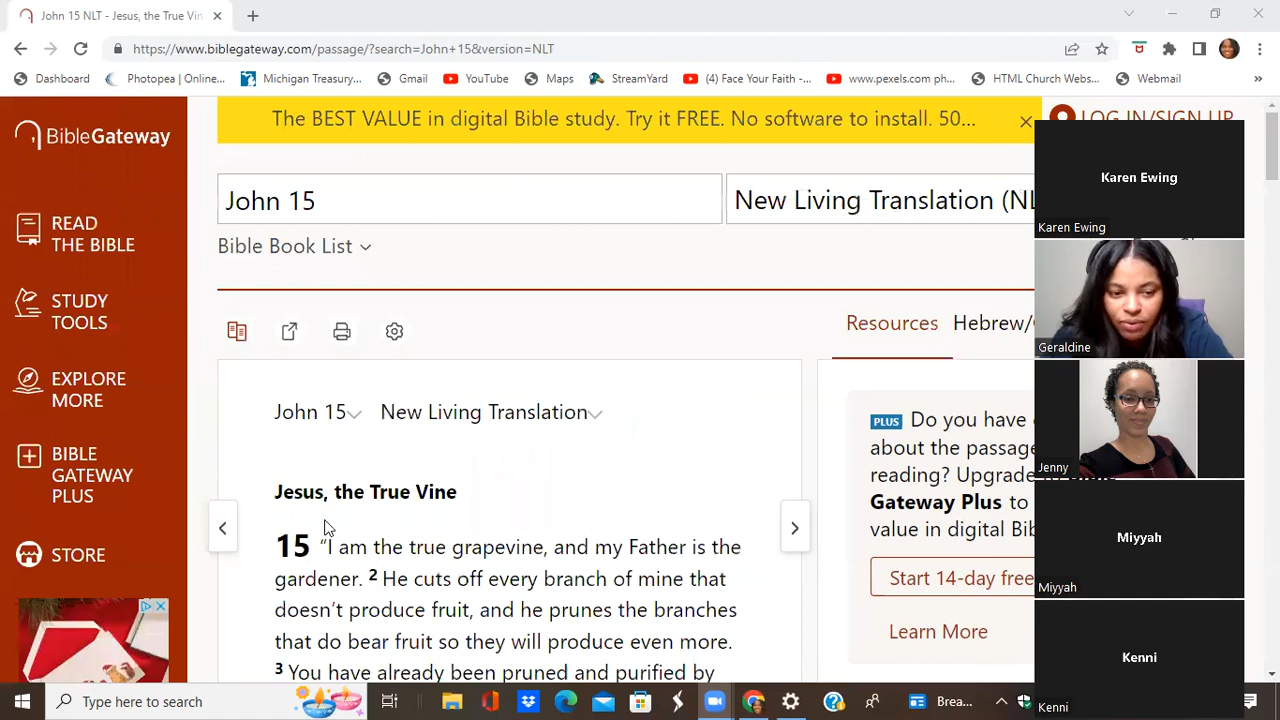 John 15 NLT - Jesus, the True Vin
https://www.biblegateway.com/passage/?search=John+15&version=NLT
Dashboard
Photopea | Online...
Michigan Treasury...
Gmail
YouTube
Maps
StreamYard
(4) Face Your Faith -...
www.pexels.com ph...
HTML Church Webs...
Webmail
»
BibleGateway
The BEST VALUE in digital Bible study. Try it FREE. No software to install. 50...
LOG IN/SIGN UP
John 15
New Living Translation (NL
Bible Book List
READ
THE BIBLE
STUDY
TOOLS
EXPLORE
MORE
BIBLE
GATEWAY
PLUS
STORE
Resources
Hebrew/
John 15
New Living Translation
Jesus, the True Vine
15 “I am the true grapevine, and my Father is the
gardener. 2 He cuts off every branch of mine that
doesn’t produce fruit, and he prunes the branches
that do bear fruit so they will produce even more.
3 You have already been pruned and purified by
PLUS Do you have
about the passage
reading? Upgrade to Bible
Gateway Plus to
value in digital Bib
Start 14-day free
Learn More
Karen Ewing
Karen Ewing
Geraldine
Jenny
Miyyah
Miyyah
Kenni
Kenni
Type here to search
Brea...